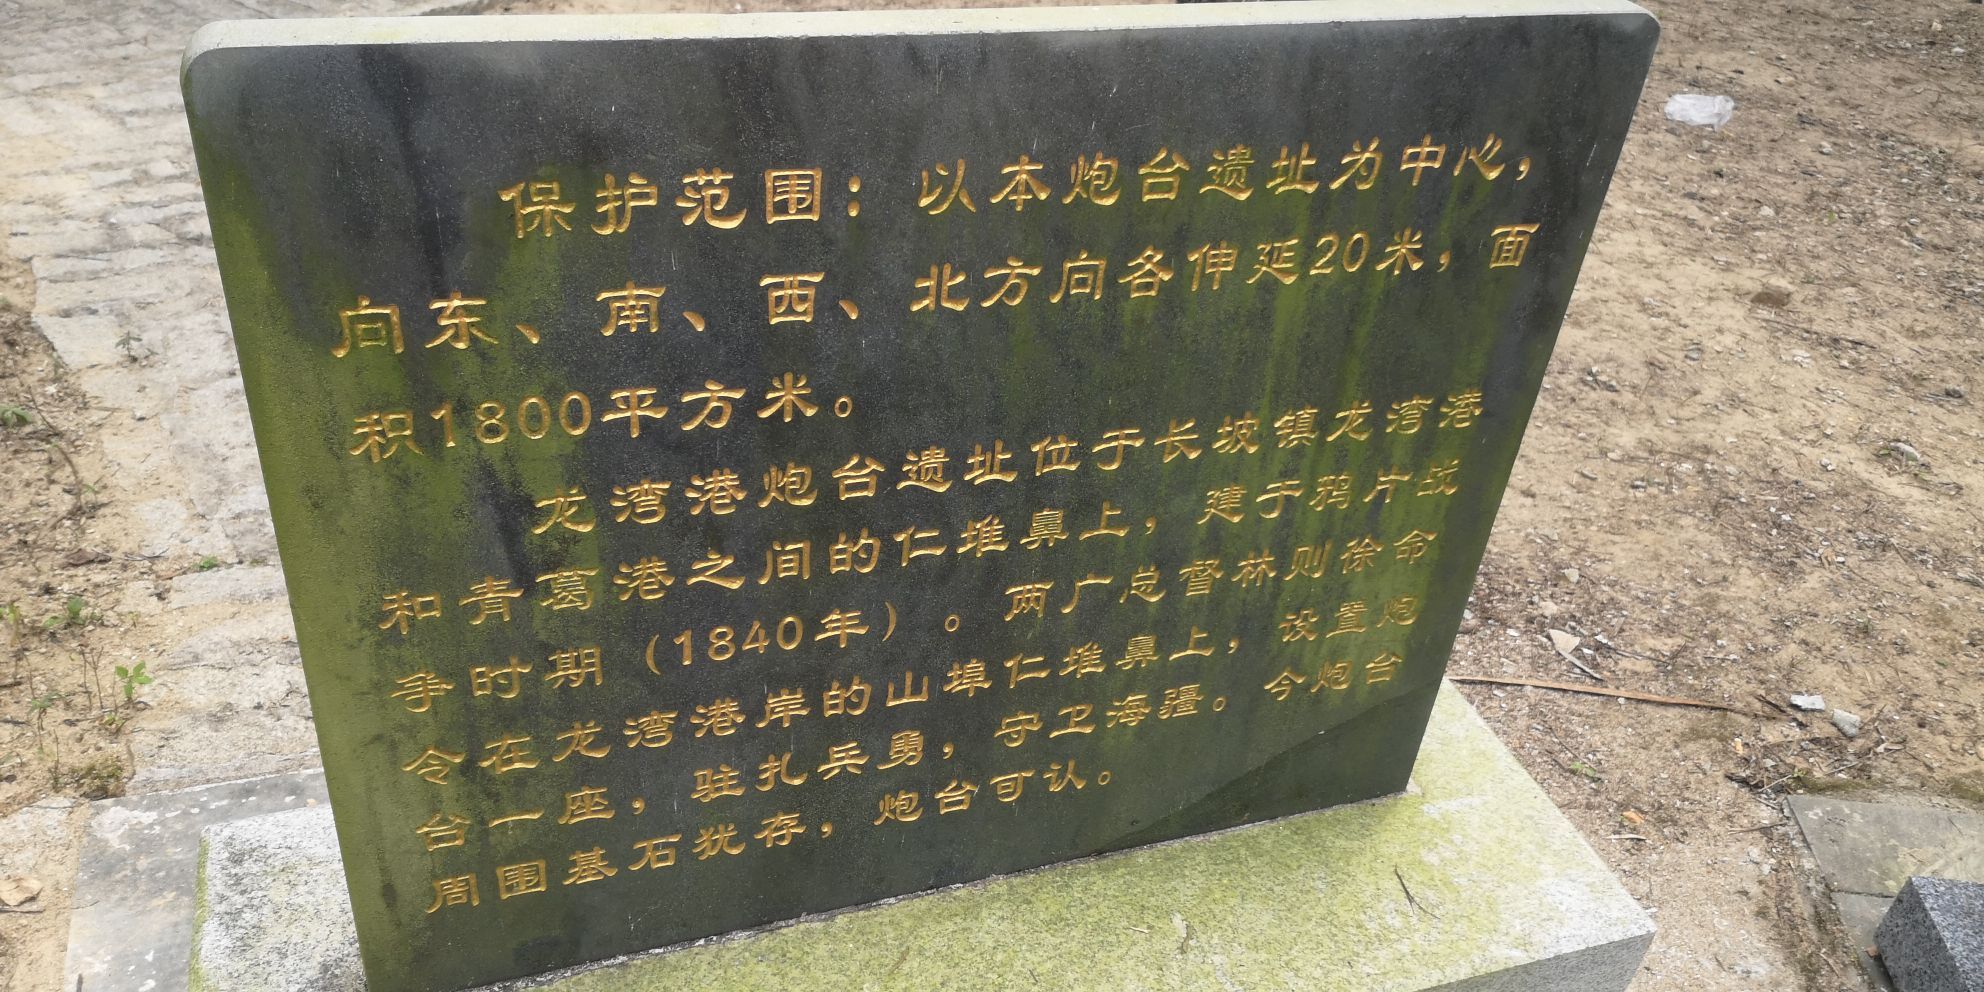 保护范围：以本炮台遗址为中心，
向东、南、西、北方向各伸延20米，面
积1800平方米。
龙湾港炮台遗址位于长坡镇龙湾港
和青葛港之间的仁堆鼻上，建于鸦片战
争时期（1840年）。两广总督林则徐命
令在龙湾港岸的山埠仁堆鼻上，设置炮
台一座，驻扎兵勇，守卫海疆。今炮台
周围基石犹存，炮台可认。